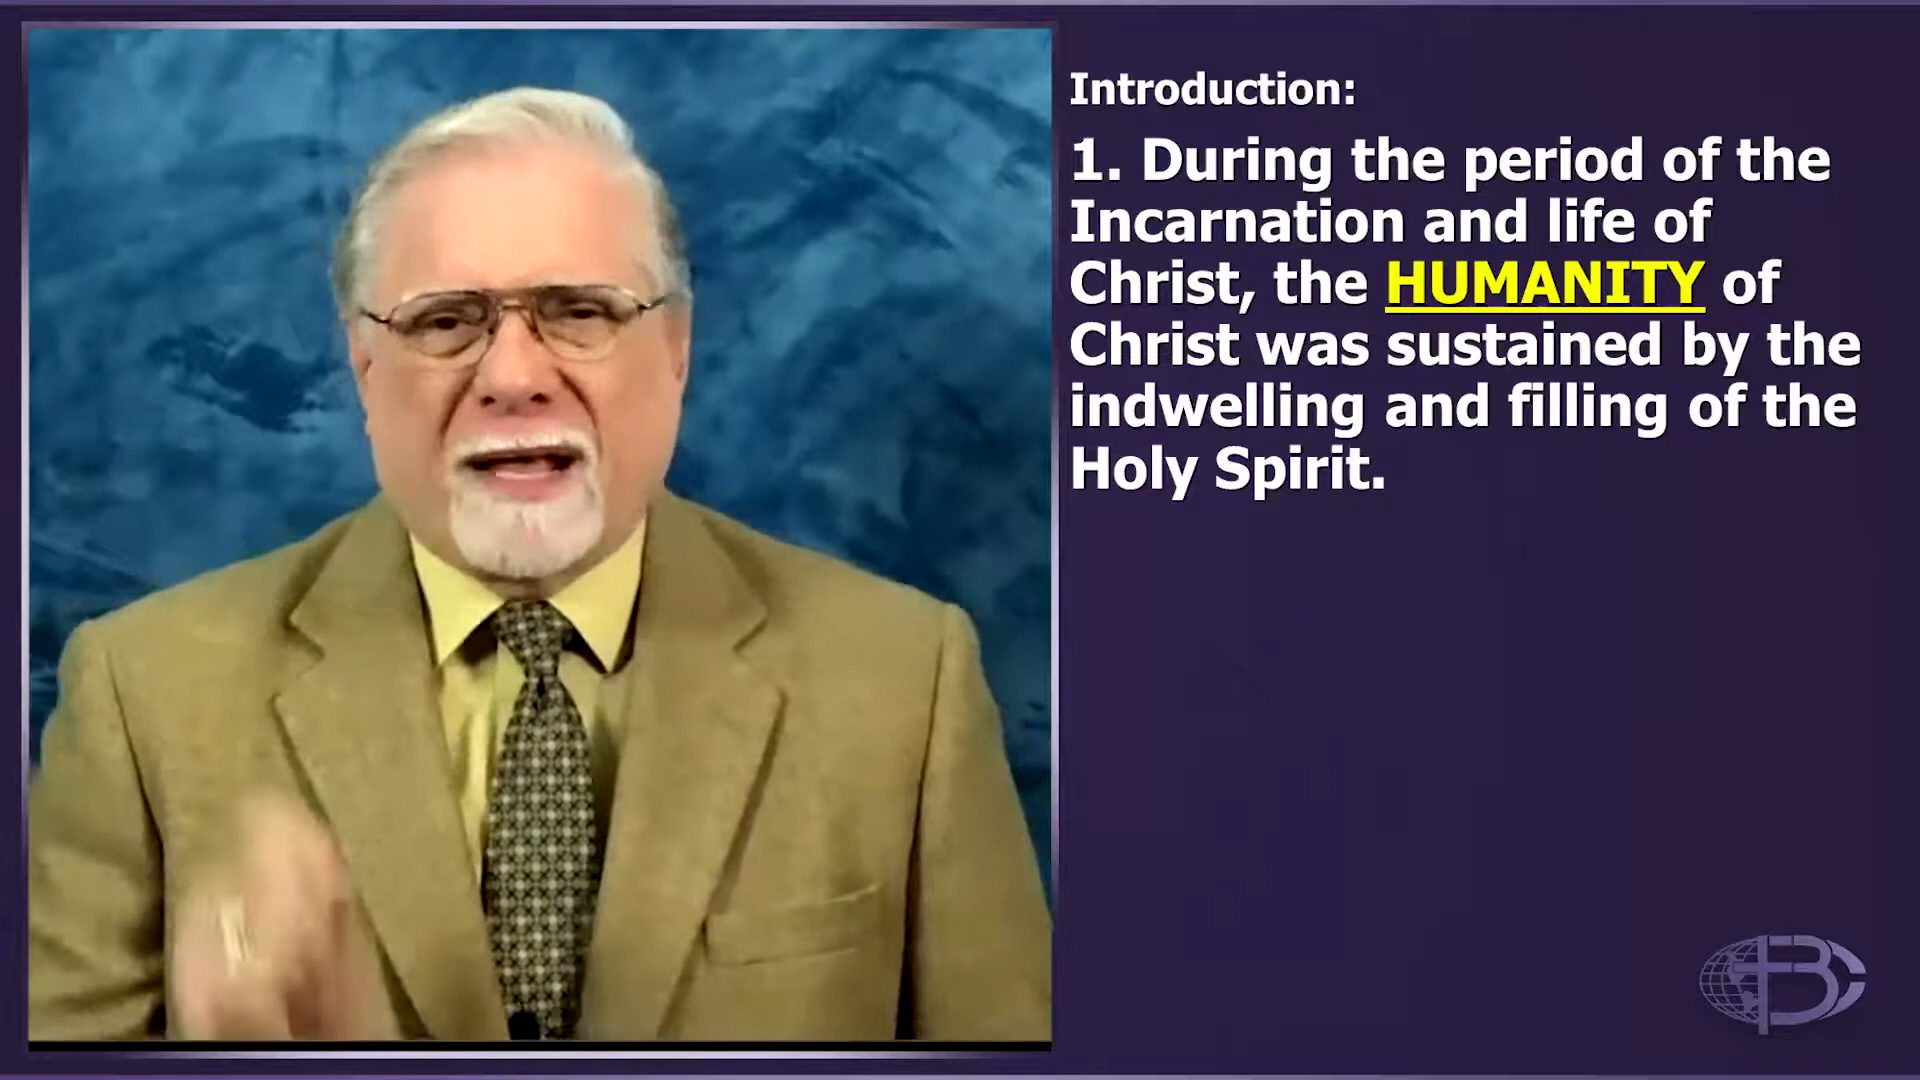 Introduction:
1. During the period of the
Incarnation and life of
Christ, the HUMANITY of
Christ was sustained by the
indwelling and filling of the
Holy Spirit.